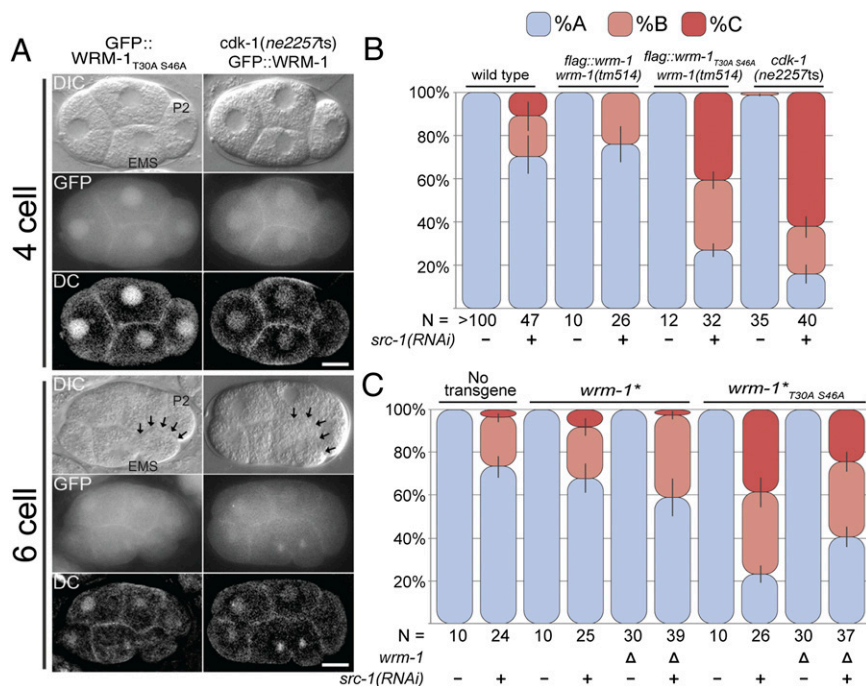 A
GFP::
WRM-1T30A S46A
cdk-1(ne2257ts)
GFP::WRM-1
4 cell
DIC
P2
EMS
GFP
DC
6 cell
DIC
P2
EMS
GFP
DC
%A %B %C
B
wild type
flag::wrm-1
wrm-1(tm514)
flag::wrm-1T30A S46A
wrm-1(tm514)
cdk-1
(ne2257ts)
100%
80%
60%
40%
20%
N = >100 47 10 26 12 32 35 40
src-1(RNAi) – + – + – + – +
C
No
transgene
wrm-1*
wrm-1*T30A S46A
100%
80%
60%
40%
20%
N = 10 24 10 25 30 39 10 26 30 37
wrm-1 Δ Δ Δ Δ
src-1(RNAi) – + – + – + – + – +